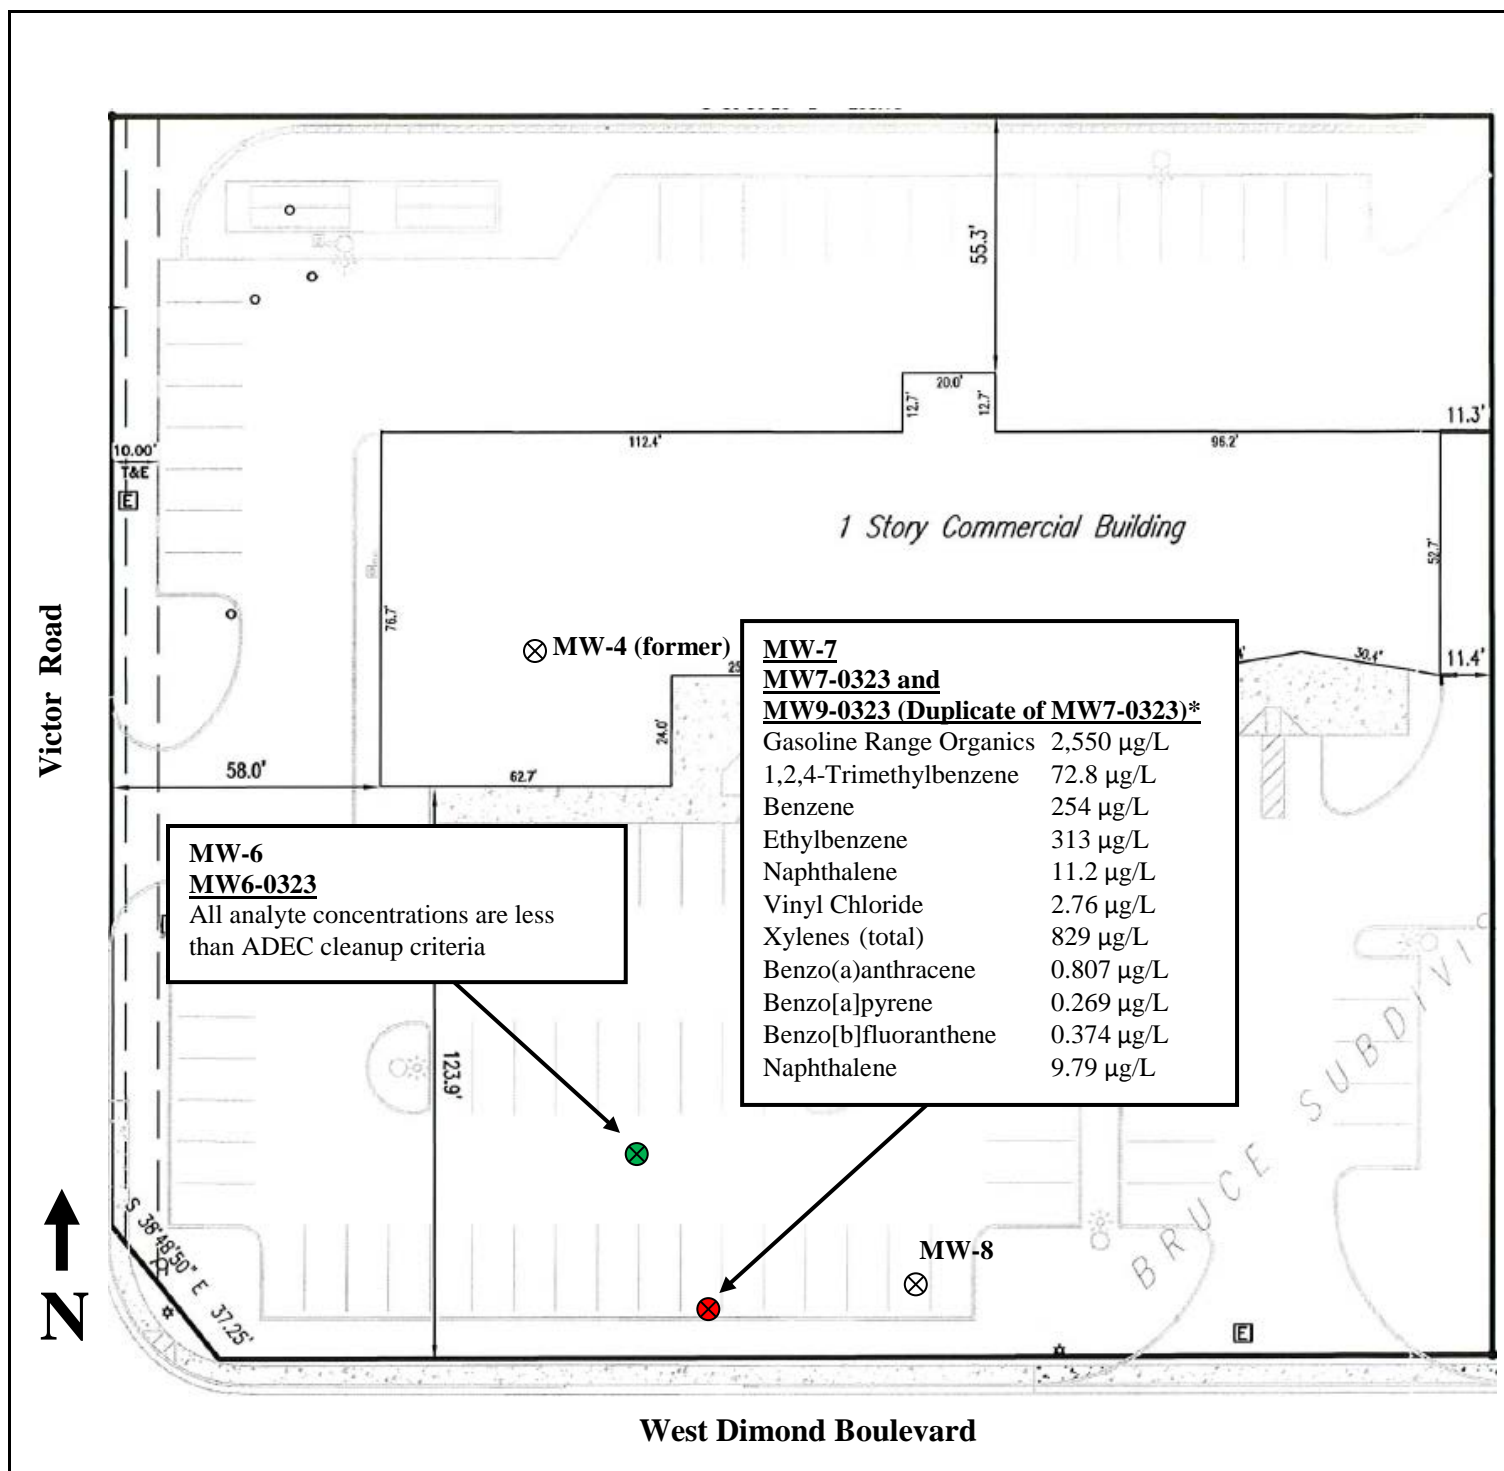 55.3'
20.0'
12.7'
12.7'
11.3'
112.4'
96.2'
10.00'
T&E
E
1 Story Commercial Building
52.7'
76.7'
Victor Road
MW-4 (former)
MW-7
MW7-0323 and
MW9-0323 (Duplicate of MW7-0323)*
Gasoline Range Organics 2,550 µg/L
1,2,4-Trimethylbenzene 72.8 µg/L
Benzene 254 µg/L
Ethylbenzene 313 µg/L
Naphthalene 11.2 µg/L
Vinyl Chloride 2.76 µg/L
Xylenes (total) 829 µg/L
Benzo(a)anthracene 0.807 µg/L
Benzo[a]pyrene 0.269 µg/L
Benzo[b]fluoranthene 0.374 µg/L
Naphthalene 9.79 µg/L
30.4'
11.4'
24.0'
58.0'
62.7'
MW-6
MW6-0323
All analyte concentrations are less
than ADEC cleanup criteria
123.9'
BRUCE SUBDIVIS
S 38°48'50" E 37.25'
N
MW-8
E
West Dimond Boulevard